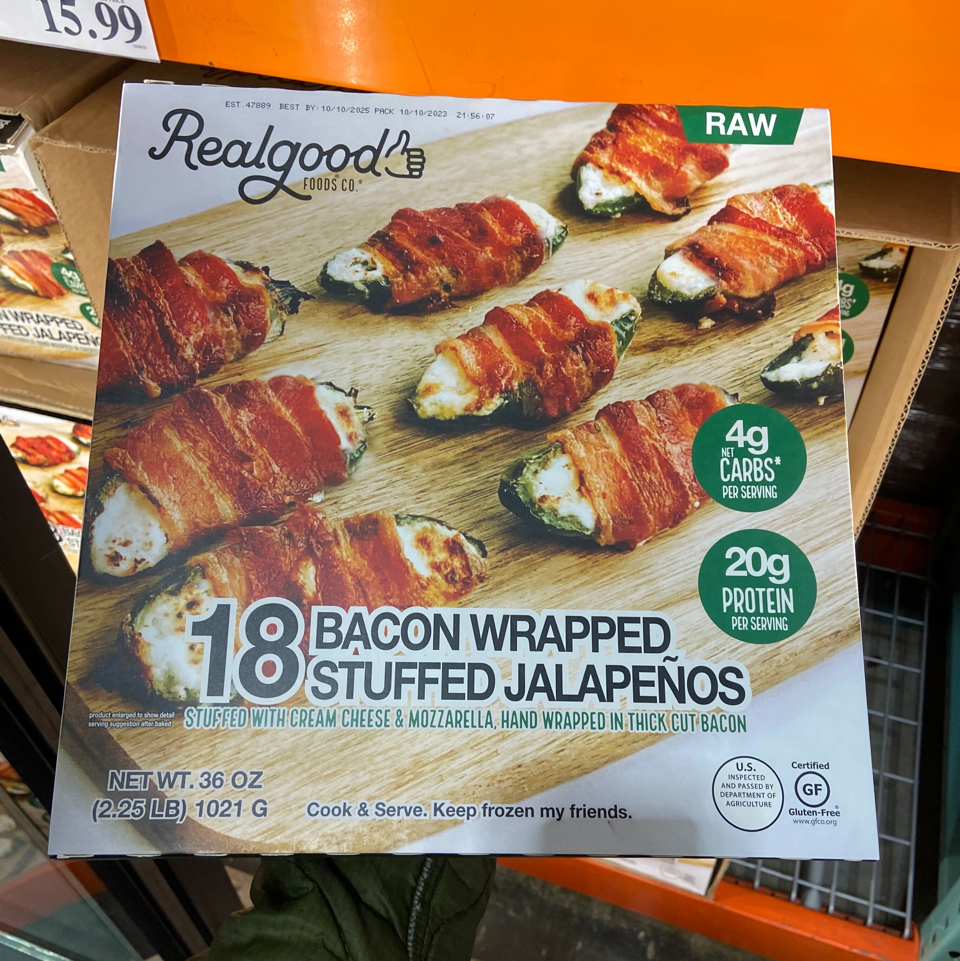 15.99
EST.47889 BEST BY:10/10/2025 PACK 10/10/2023 21:56:07
Realgood
FOODS CO.®
RAW
4g
NET
CARBS*
PER SERVING
20g
PROTEIN
PER SERVING
18 BACON WRAPPED
STUFFED JALAPEÑOS
STUFFED WITH CREAM CHEESE & MOZZARELLA, HAND WRAPPED IN THICK CUT BACON
product enlarged to show detail
serving suggestion after baked
NET WT. 36 OZ
(2.25 LB) 1021 G
Cook & Serve. Keep frozen my friends.
U.S.
INSPECTED
AND PASSED BY
DEPARTMENT OF
AGRICULTURE
Certified
GF
Gluten-Free®
www.gfco.org
4g
WRAPPED
JALAPEÑO